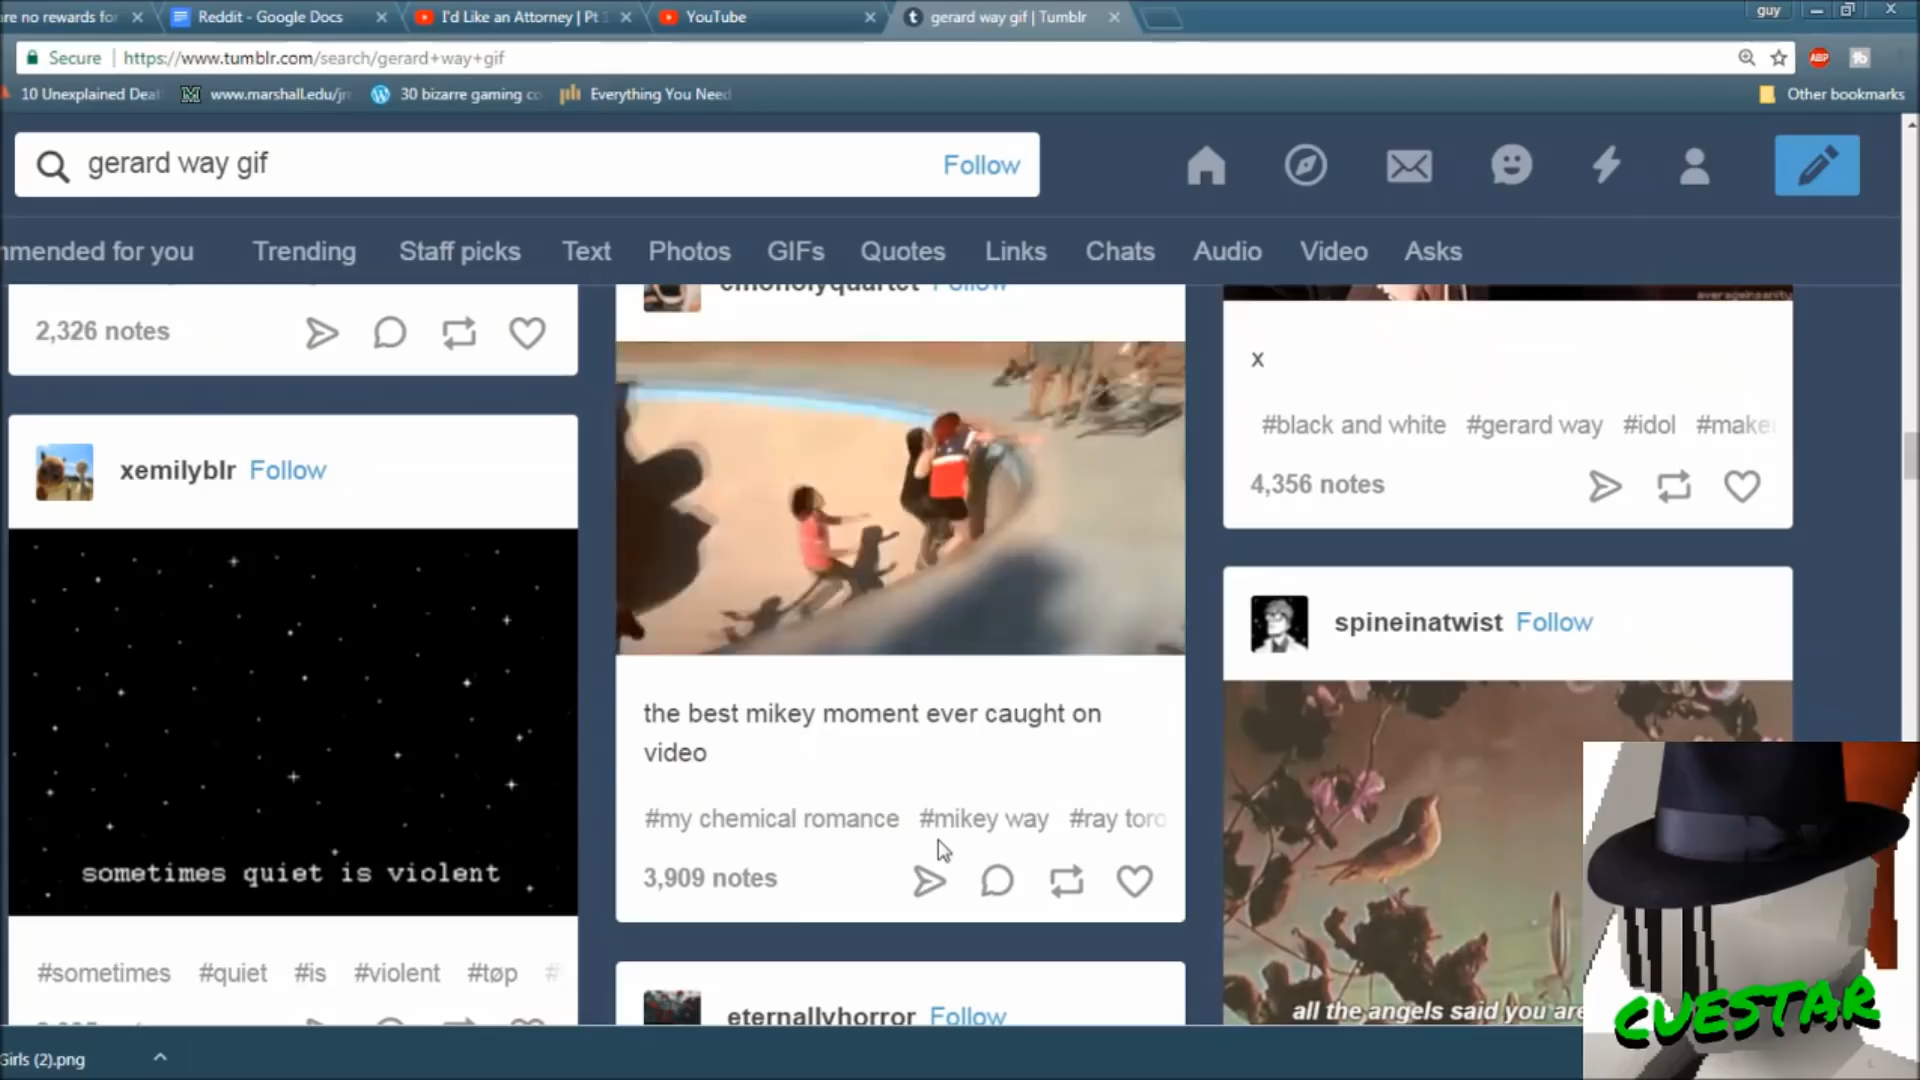 re no rewards for
Reddit - Google Docs
I'd Like an Attorney | Pt
YouTube
gerard way gif | Tumblr
guy
Secure
https://www.tumblr.com/search/gerard+way+gif
ABP
10 Unexplained Deat
www.marshall.edu/jr
30 bizarre gaming co
Everything You Need
Other bookmarks
gerard way gif
Follow
mmended for you
Trending
Staff picks
Text
Photos
GIFs
Quotes
Links
Chats
Audio
Video
Asks
2,326 notes
xemilyblr Follow
sometimes quiet is violent
#sometimes #quiet #is #violent #tøp #
emoholyquartet Follow
the best mikey moment ever caught on
video
#my chemical romance #mikey way #ray toro
3,909 notes
eternallyhorror Follow
averageinsanity
x
#black and white #gerard way #idol #make
4,356 notes
spineinatwist Follow
all the angels said you are
CUESTAR
Girls (2).png